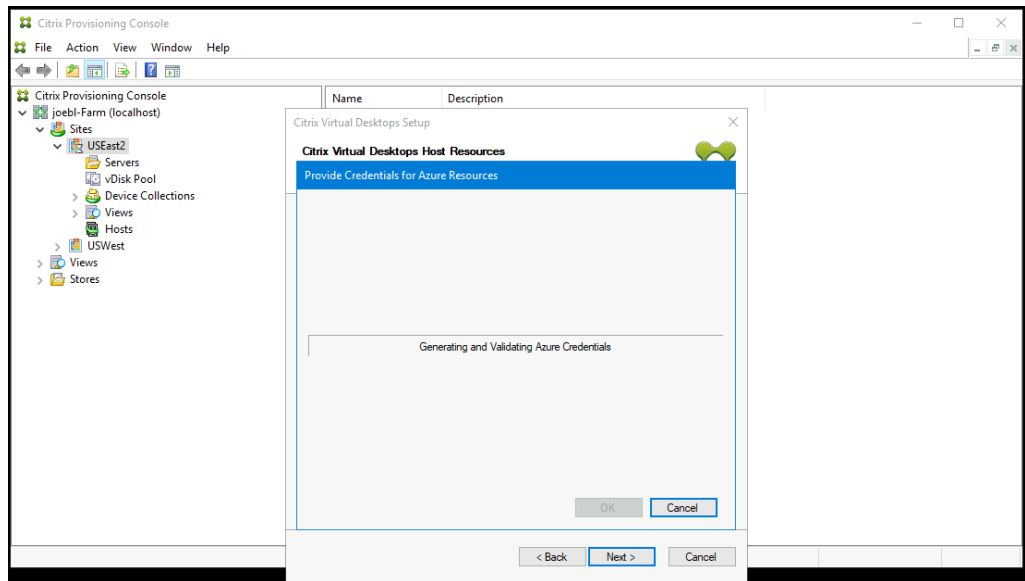 Citrix Provisioning Console
File Action View Window Help
Citrix Provisioning Console
joebl-Farm (localhost)
Sites
USEast2
Servers
vDisk Pool
Device Collections
Views
Hosts
USWest
Views
Stores
Name Description
Citrix Virtual Desktops Setup
Citrix Virtual Desktops Host Resources
Provide Credentials for Azure Resources
Generating and Validating Azure Credentials
OK Cancel
< Back Next > Cancel